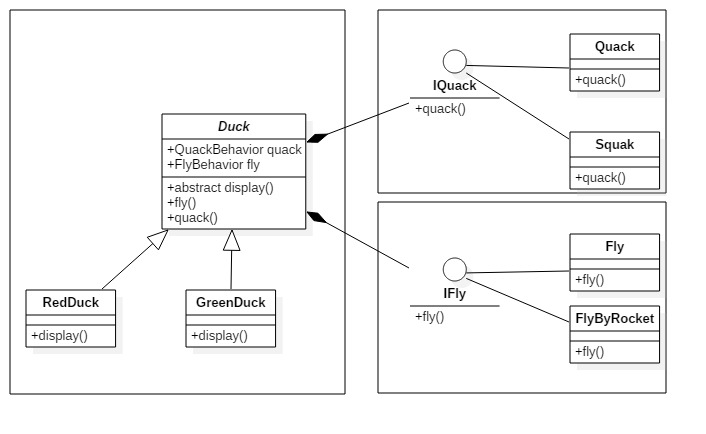 Duck
+QuackBehavior quack
+FlyBehavior fly
+abstract display()
+fly()
+quack()
RedDuck
+display()
GreenDuck
+display()
IQuack
+quack()
Quack
+quack()
Squak
+quack()
IFly
+fly()
Fly
+fly()
FlyByRocket
+fly()